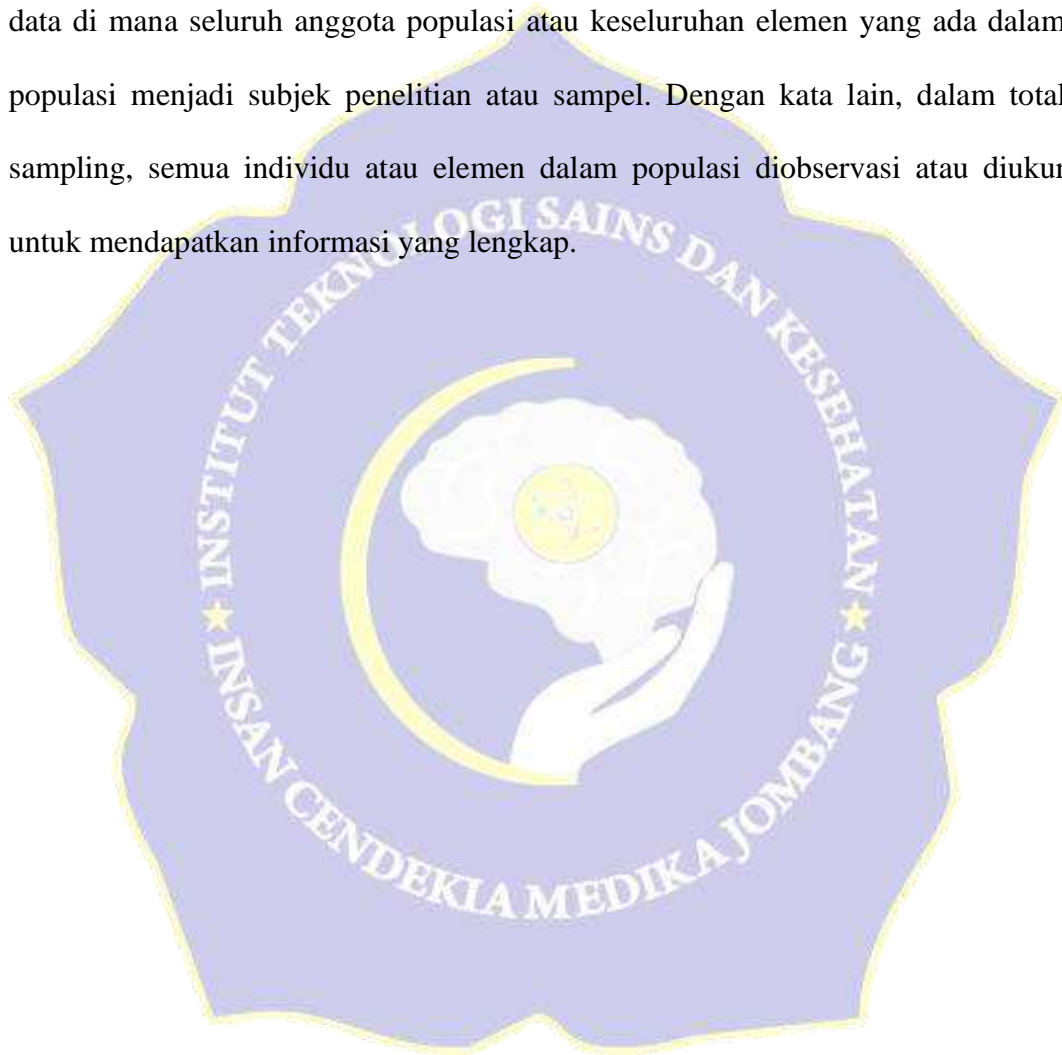 data di mana seluruh anggota populasi atau keseluruhan elemen yang ada dalam
populasi menjadi subjek penelitian atau sampel. Dengan kata lain, dalam total
sampling, semua individu atau elemen dalam populasi diobservasi atau diukur
untuk mendapatkan informasi yang lengkap.
INSTITUT TEKNOLOGI SAINS DAN KESEHATAN
INSAN CENDEKIA MEDIKA JOMBANG